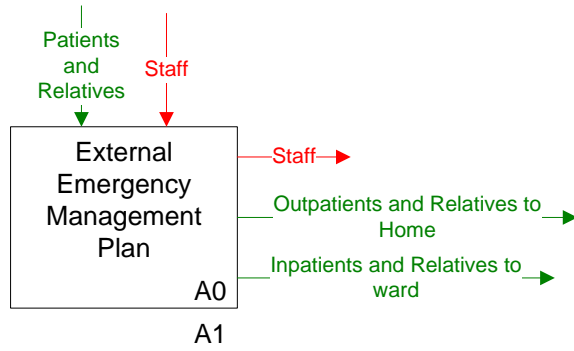 Patients
and
Relatives
Staff
External
Emergency
Management
Plan
A0
A1
Staff
Outpatients and Relatives to
Home
Inpatients and Relatives to
ward